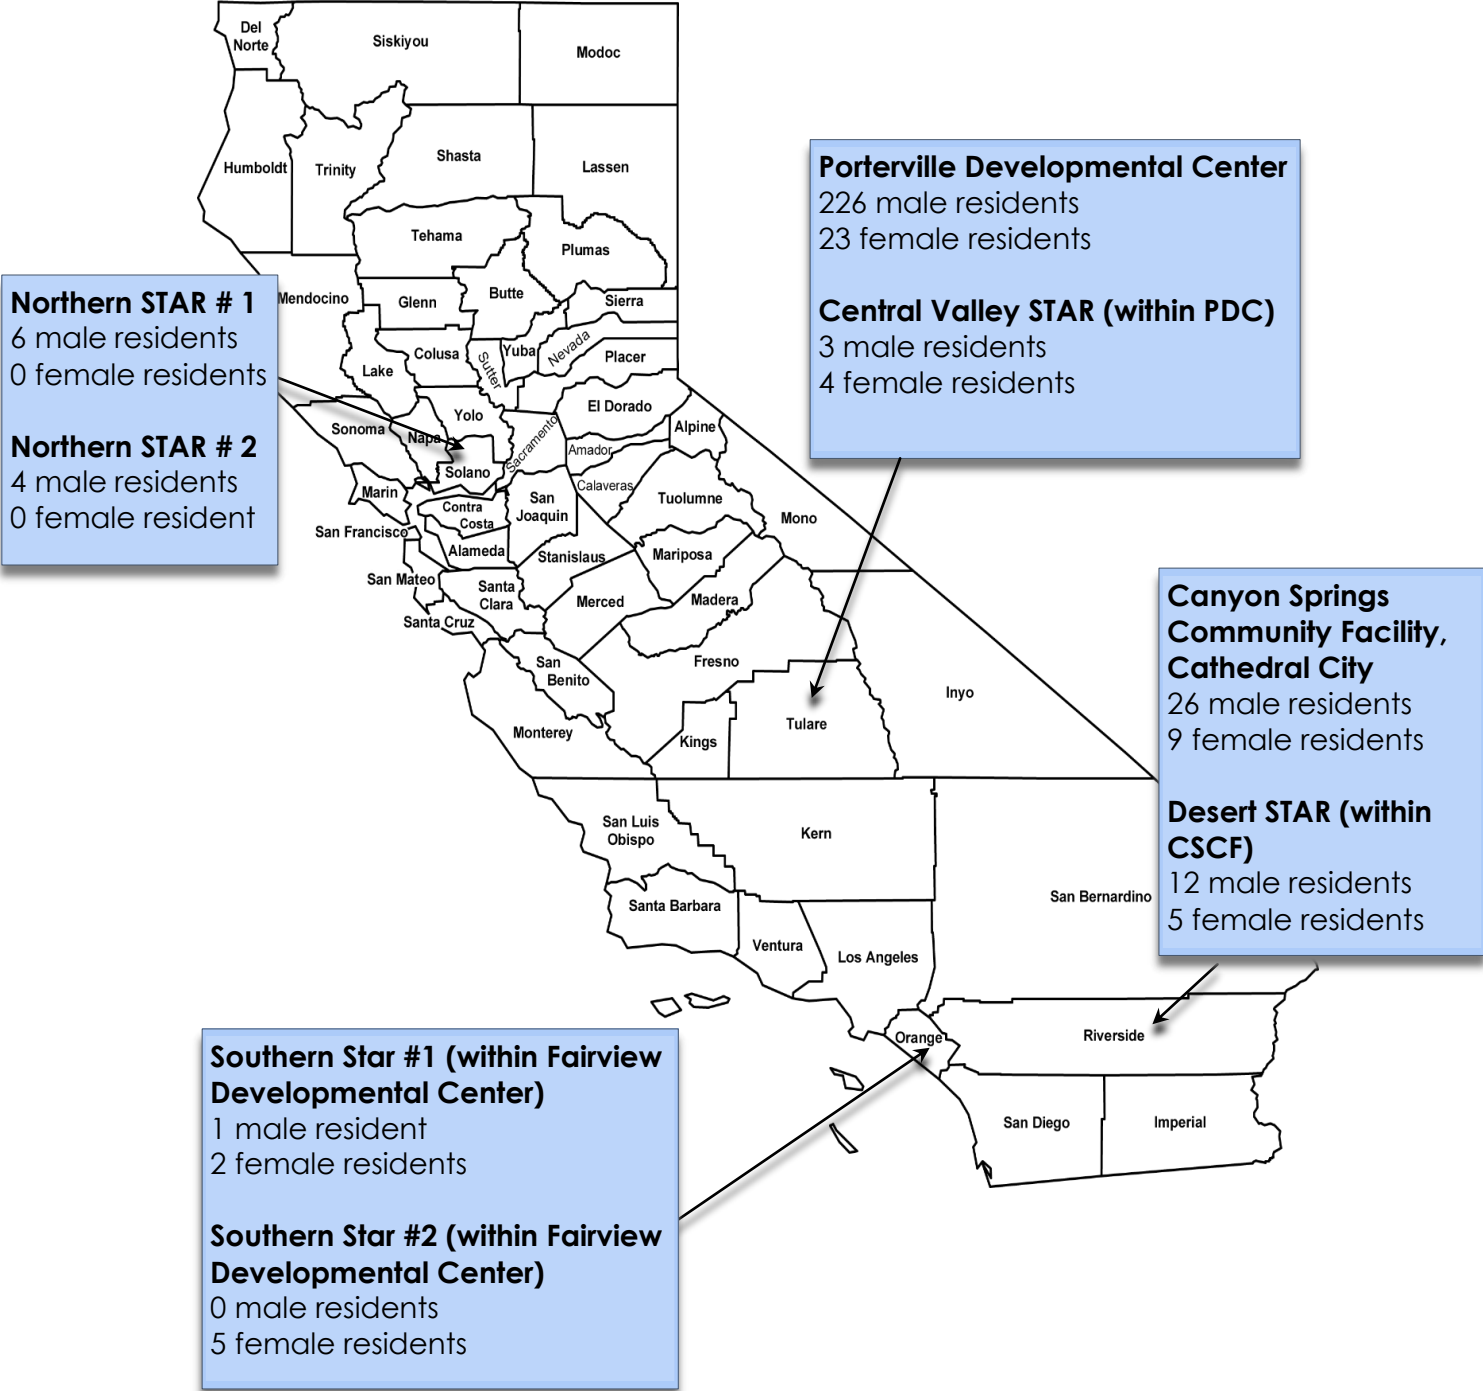 Del
Norte
Siskiyou
Modoc
Humboldt
Trinity
Shasta
Lassen
Tehama
Plumas
Mendocino
Glenn
Butte
Sierra
Lake
Colusa
Sutter
Yuba
Nevada
Placer
Sonoma
Napa
Yolo
Sacramento
El Dorado
Alpine
Amador
Solano
Calaveras
Marin
Contra
Costa
San
Joaquin
Tuolumne
Mono
San Francisco
Alameda
Stanislaus
Mariposa
San Mateo
Santa
Clara
Merced
Madera
Santa Cruz
San
Benito
Fresno
Inyo
Monterey
Kings
Tulare
San Luis
Obispo
Kern
San Bernardino
Santa Barbara
Ventura
Los Angeles
Orange
Riverside
San Diego
Imperial
Northern STAR # 1
6 male residents
0 female residents
Northern STAR # 2
4 male residents
0 female resident
Porterville Developmental Center
226 male residents
23 female residents
Central Valley STAR (within PDC)
3 male residents
4 female residents
Canyon Springs
Community Facility,
Cathedral City
26 male residents
9 female residents
Desert STAR (within
CSCF)
12 male residents
5 female residents
Southern Star #1 (within Fairview
Developmental Center)
1 male resident
2 female residents
Southern Star #2 (within Fairview
Developmental Center)
0 male residents
5 female residents